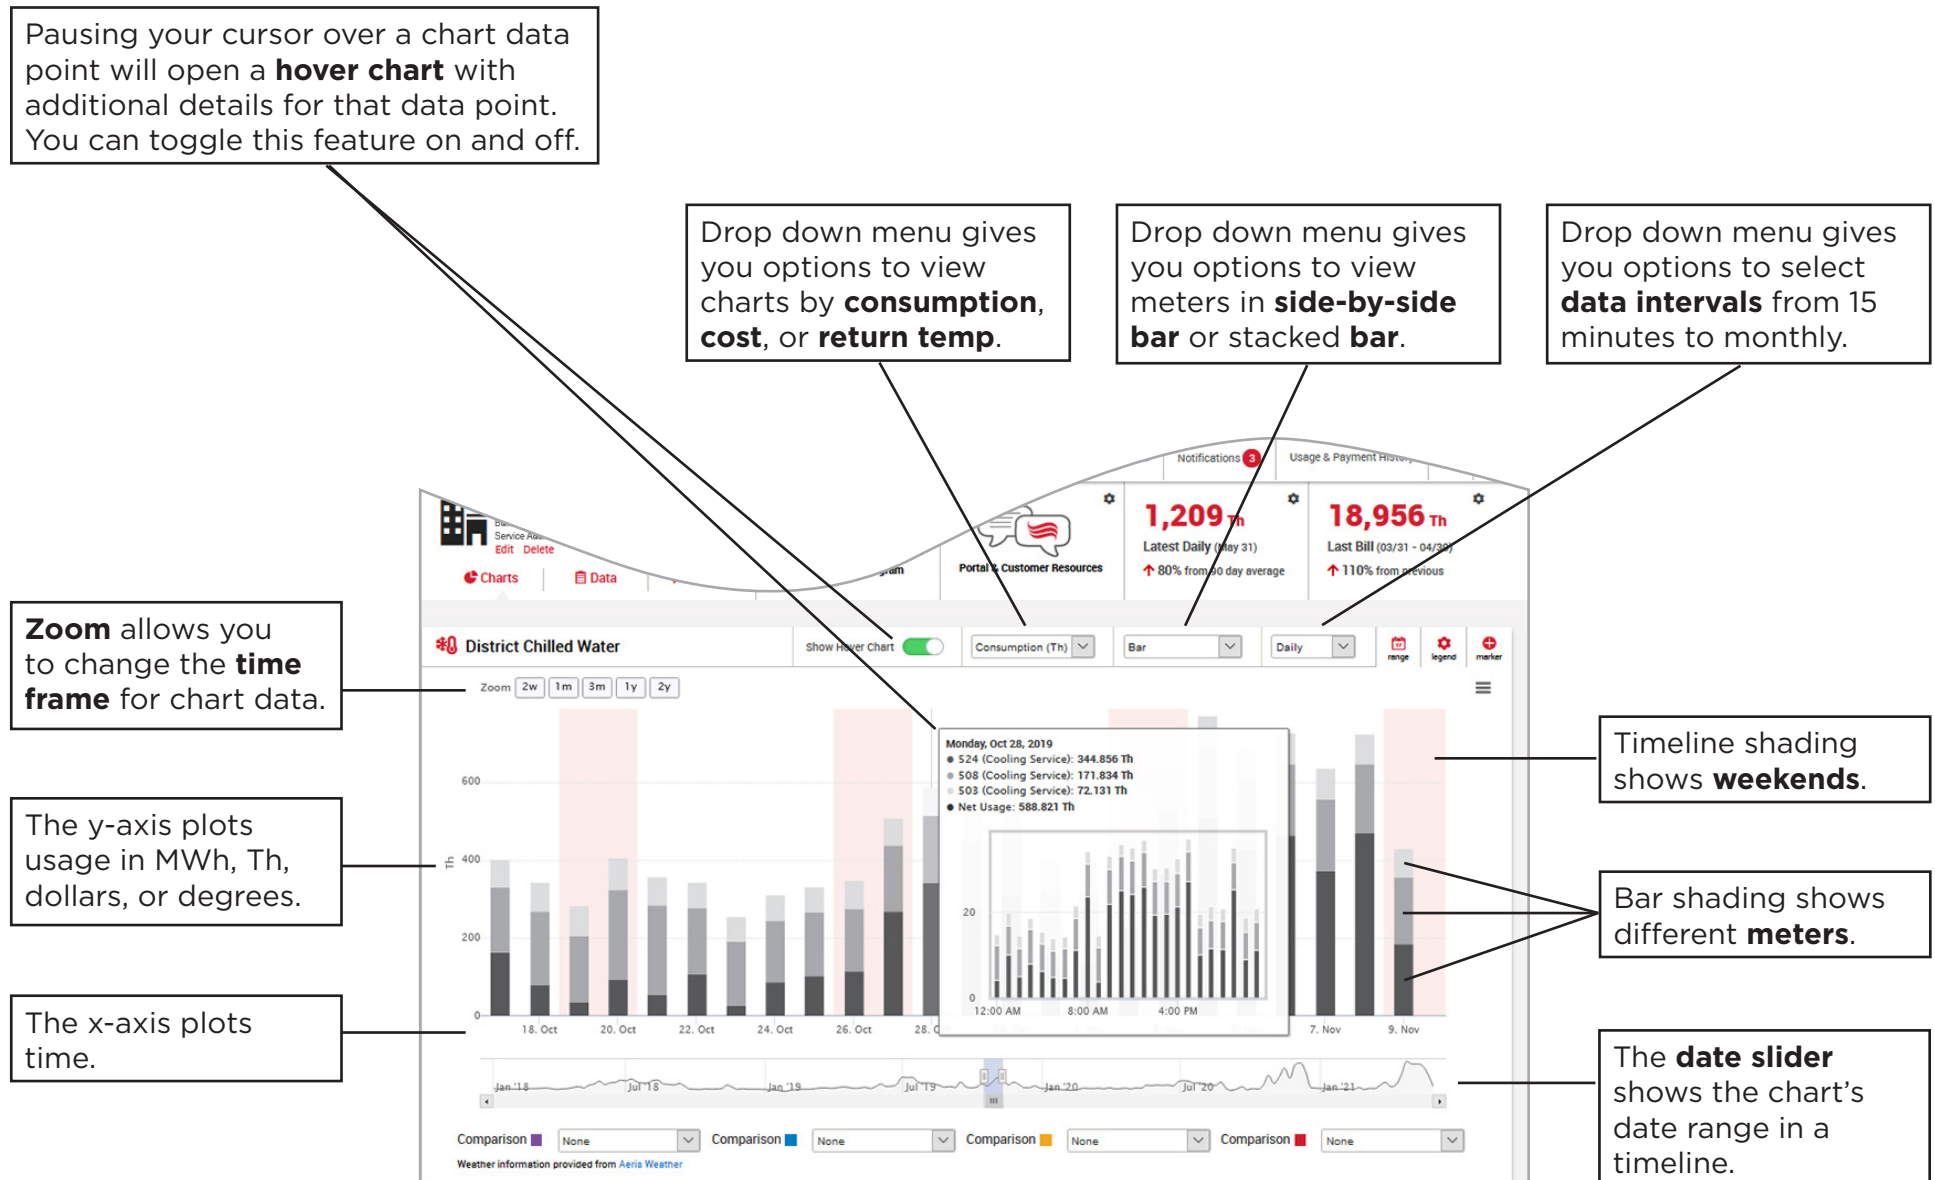 Pausing your cursor over a chart data
point will open a hover chart with
additional details for that data point.
You can toggle this feature on and off.
Drop down menu gives
you options to view
charts by consumption,
cost, or return temp.
Drop down menu gives
you options to view
meters in side-by-side
bar or stacked bar.
Drop down menu gives
you options to select
data intervals from 15
minutes to monthly.
Notifications 3
Usage & Payment History
Edit Delete
Charts
Data
Portal & Customer Resources
1,209 Th
Latest Daily (May 31)
80% from 90 day average
18,956 Th
Last Bill (03/31 - 04/30)
110% from previous
Zoom allows you
to change the time
frame for chart data.
District Chilled Water
Show Hover Chart
Consumption (Th)
Bar
Daily
range
legend
marker
Zoom 2w 1m 3m 1y 2y
The y-axis plots
usage in MWh, Th,
dollars, or degrees.
Th
600
400
200
0
Monday, Oct 28, 2019
524 (Cooling Service): 344.856 Th
508 (Cooling Service): 171.834 Th
503 (Cooling Service): 72.131 Th
Net Usage: 588.821 Th
20
0
12:00 AM 8:00 AM 4:00 PM
Timeline shading
shows weekends.
Bar shading shows
different meters.
The x-axis plots
time.
18. Oct 20. Oct 22. Oct 24. Oct 26. Oct 28. 7. Nov 9. Nov
Jan '18 Jul '18 Jan '19 Jul '19 Jan '20 Jul '20 Jan '21
The date slider
shows the chart's
date range in a
timeline.
Comparison None Comparison None Comparison None Comparison None
Weather information provided from Aeris Weather